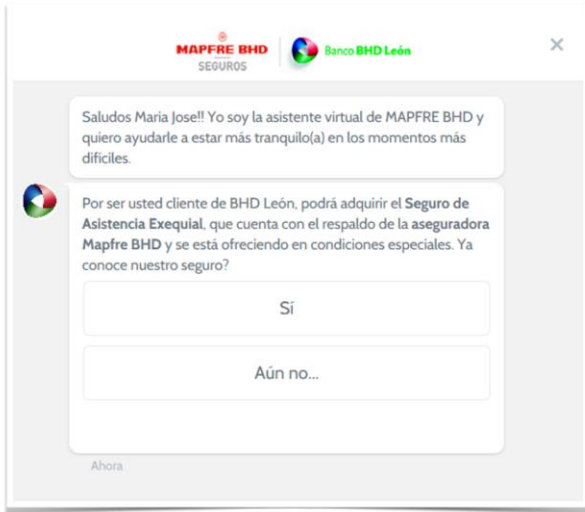 MAPFRE BHD
SEGUROS
Banco BHD León
Saludos Maria Jose!! Yo soy la asistente virtual de MAPFRE BHD y
quiero ayudarle a estar más tranquilo(a) en los momentos más
difíciles.
Por ser usted cliente de BHD León, podrá adquirir el Seguro de
Asistencia Exequial, que cuenta con el respaldo de la aseguradora
Mapfre BHD y se está ofreciendo en condiciones especiales. Ya
conoce nuestro seguro?
Sí
Aún no...
Ahora